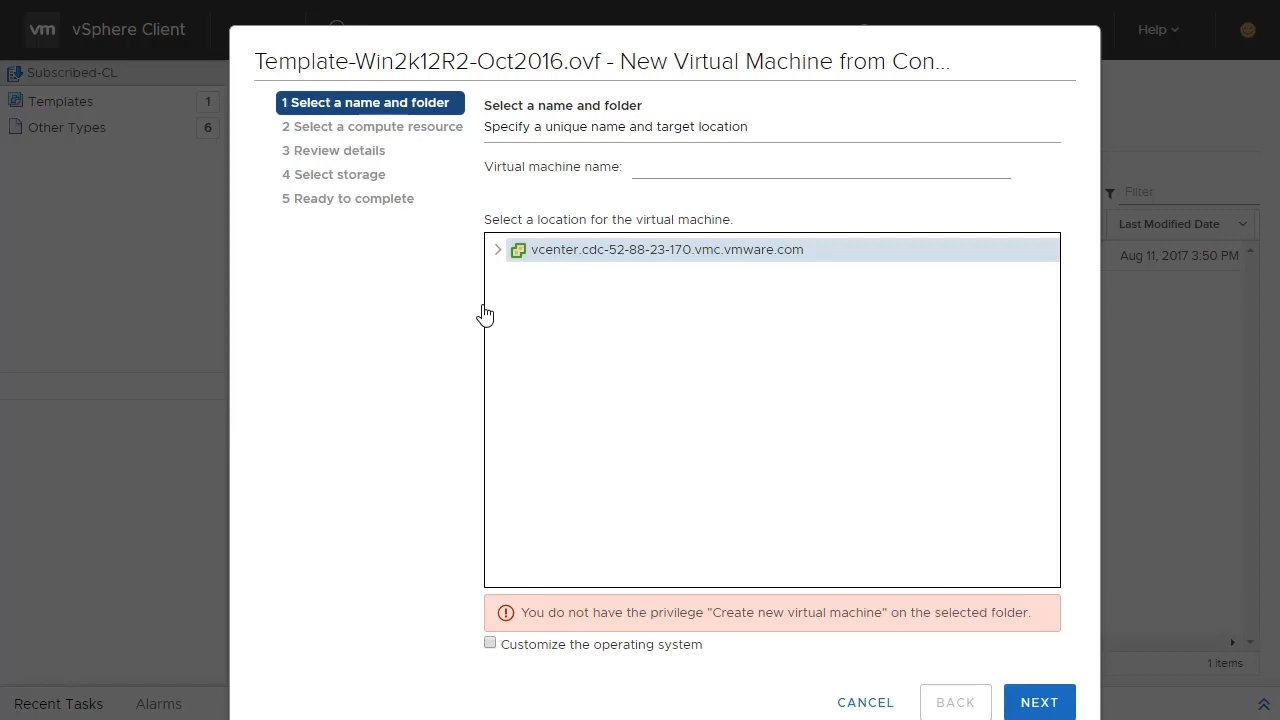 vm vSphere Client
Help
Subscribed-CL
Templates 1
Other Types 6
Template-Win2k12R2-Oct2016.ovf - New Virtual Machine from Con...
1 Select a name and folder
2 Select a compute resource
3 Review details
4 Select storage
5 Ready to complete
Select a name and folder
Specify a unique name and target location
Virtual machine name:
Select a location for the virtual machine.
vcenter.cdc-52-88-23-170.vmc.vmware.com
You do not have the privilege "Create new virtual machine" on the selected folder.
Customize the operating system
CANCEL BACK NEXT
Filter
Last Modified Date
Aug 11, 2017 3:50 PM
1 items
Recent Tasks Alarms